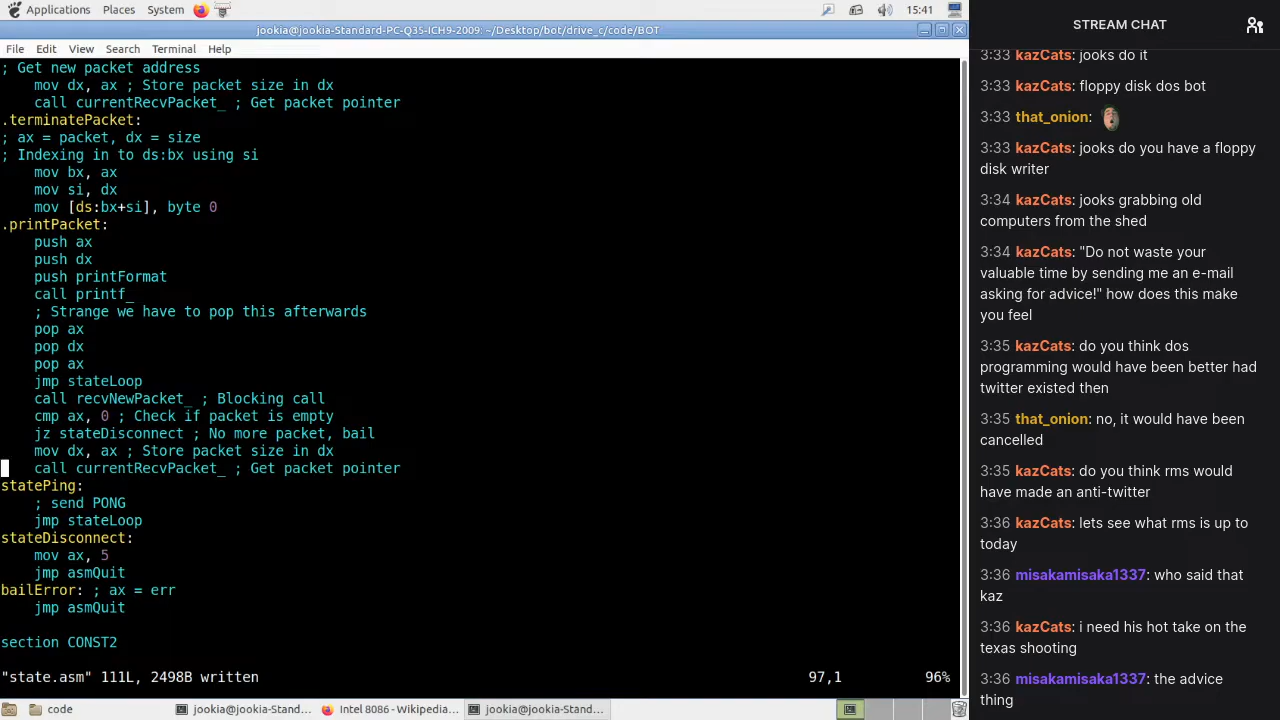 Applications Places System 15:41
jookia@jookia-Standard-PC-Q35-ICH9-2009: ~/Desktop/bot/drive_c/code/BOT
File Edit View Search Terminal Help
; Get new packet address
mov dx, ax ; Store packet size in dx
call currentRecvPacket_ ; Get packet pointer
.terminatePacket:
; ax = packet, dx = size
; Indexing in to ds:bx using si
mov bx, ax
mov si, dx
mov [ds:bx+si], byte 0
.printPacket:
push ax
push dx
push printFormat
call printf_
; Strange we have to pop this afterwards
pop ax
pop dx
pop ax
jmp stateLoop
call recvNewPacket_ ; Blocking call
cmp ax, 0 ; Check if packet is empty
jz stateDisconnect ; No more packet, bail
mov dx, ax ; Store packet size in dx
call currentRecvPacket_ ; Get packet pointer
statePing:
; send PONG
jmp stateLoop
stateDisconnect:
mov ax, 5
jmp asmQuit
bailError: ; ax = err
jmp asmQuit
section CONST2
"state.asm" 111L, 2498B written 97,1 96%
code jookia@jookia-Stand... Intel 8086 - Wikipedia... jookia@jookia-Stand...
STREAM CHAT
3:33 kazCats: jooks do it
3:33 kazCats: floppy disk dos bot
3:33 that_onion:
3:33 kazCats: jooks do you have a floppy
disk writer
3:34 kazCats: jooks grabbing old
computers from the shed
3:34 kazCats: "Do not waste your
valuable time by sending me an e-mail
asking for advice!" how does this make
you feel
3:35 kazCats: do you think dos
programming would have been better had
twitter existed then
3:35 that_onion: no, it would have been
cancelled
3:35 kazCats: do you think rms would
have made an anti-twitter
3:36 kazCats: lets see what rms is up to
today
3:36 misakamisaka1337: who said that
kaz
3:36 kazCats: i need his hot take on the
texas shooting
3:36 misakamisaka1337: the advice
thing